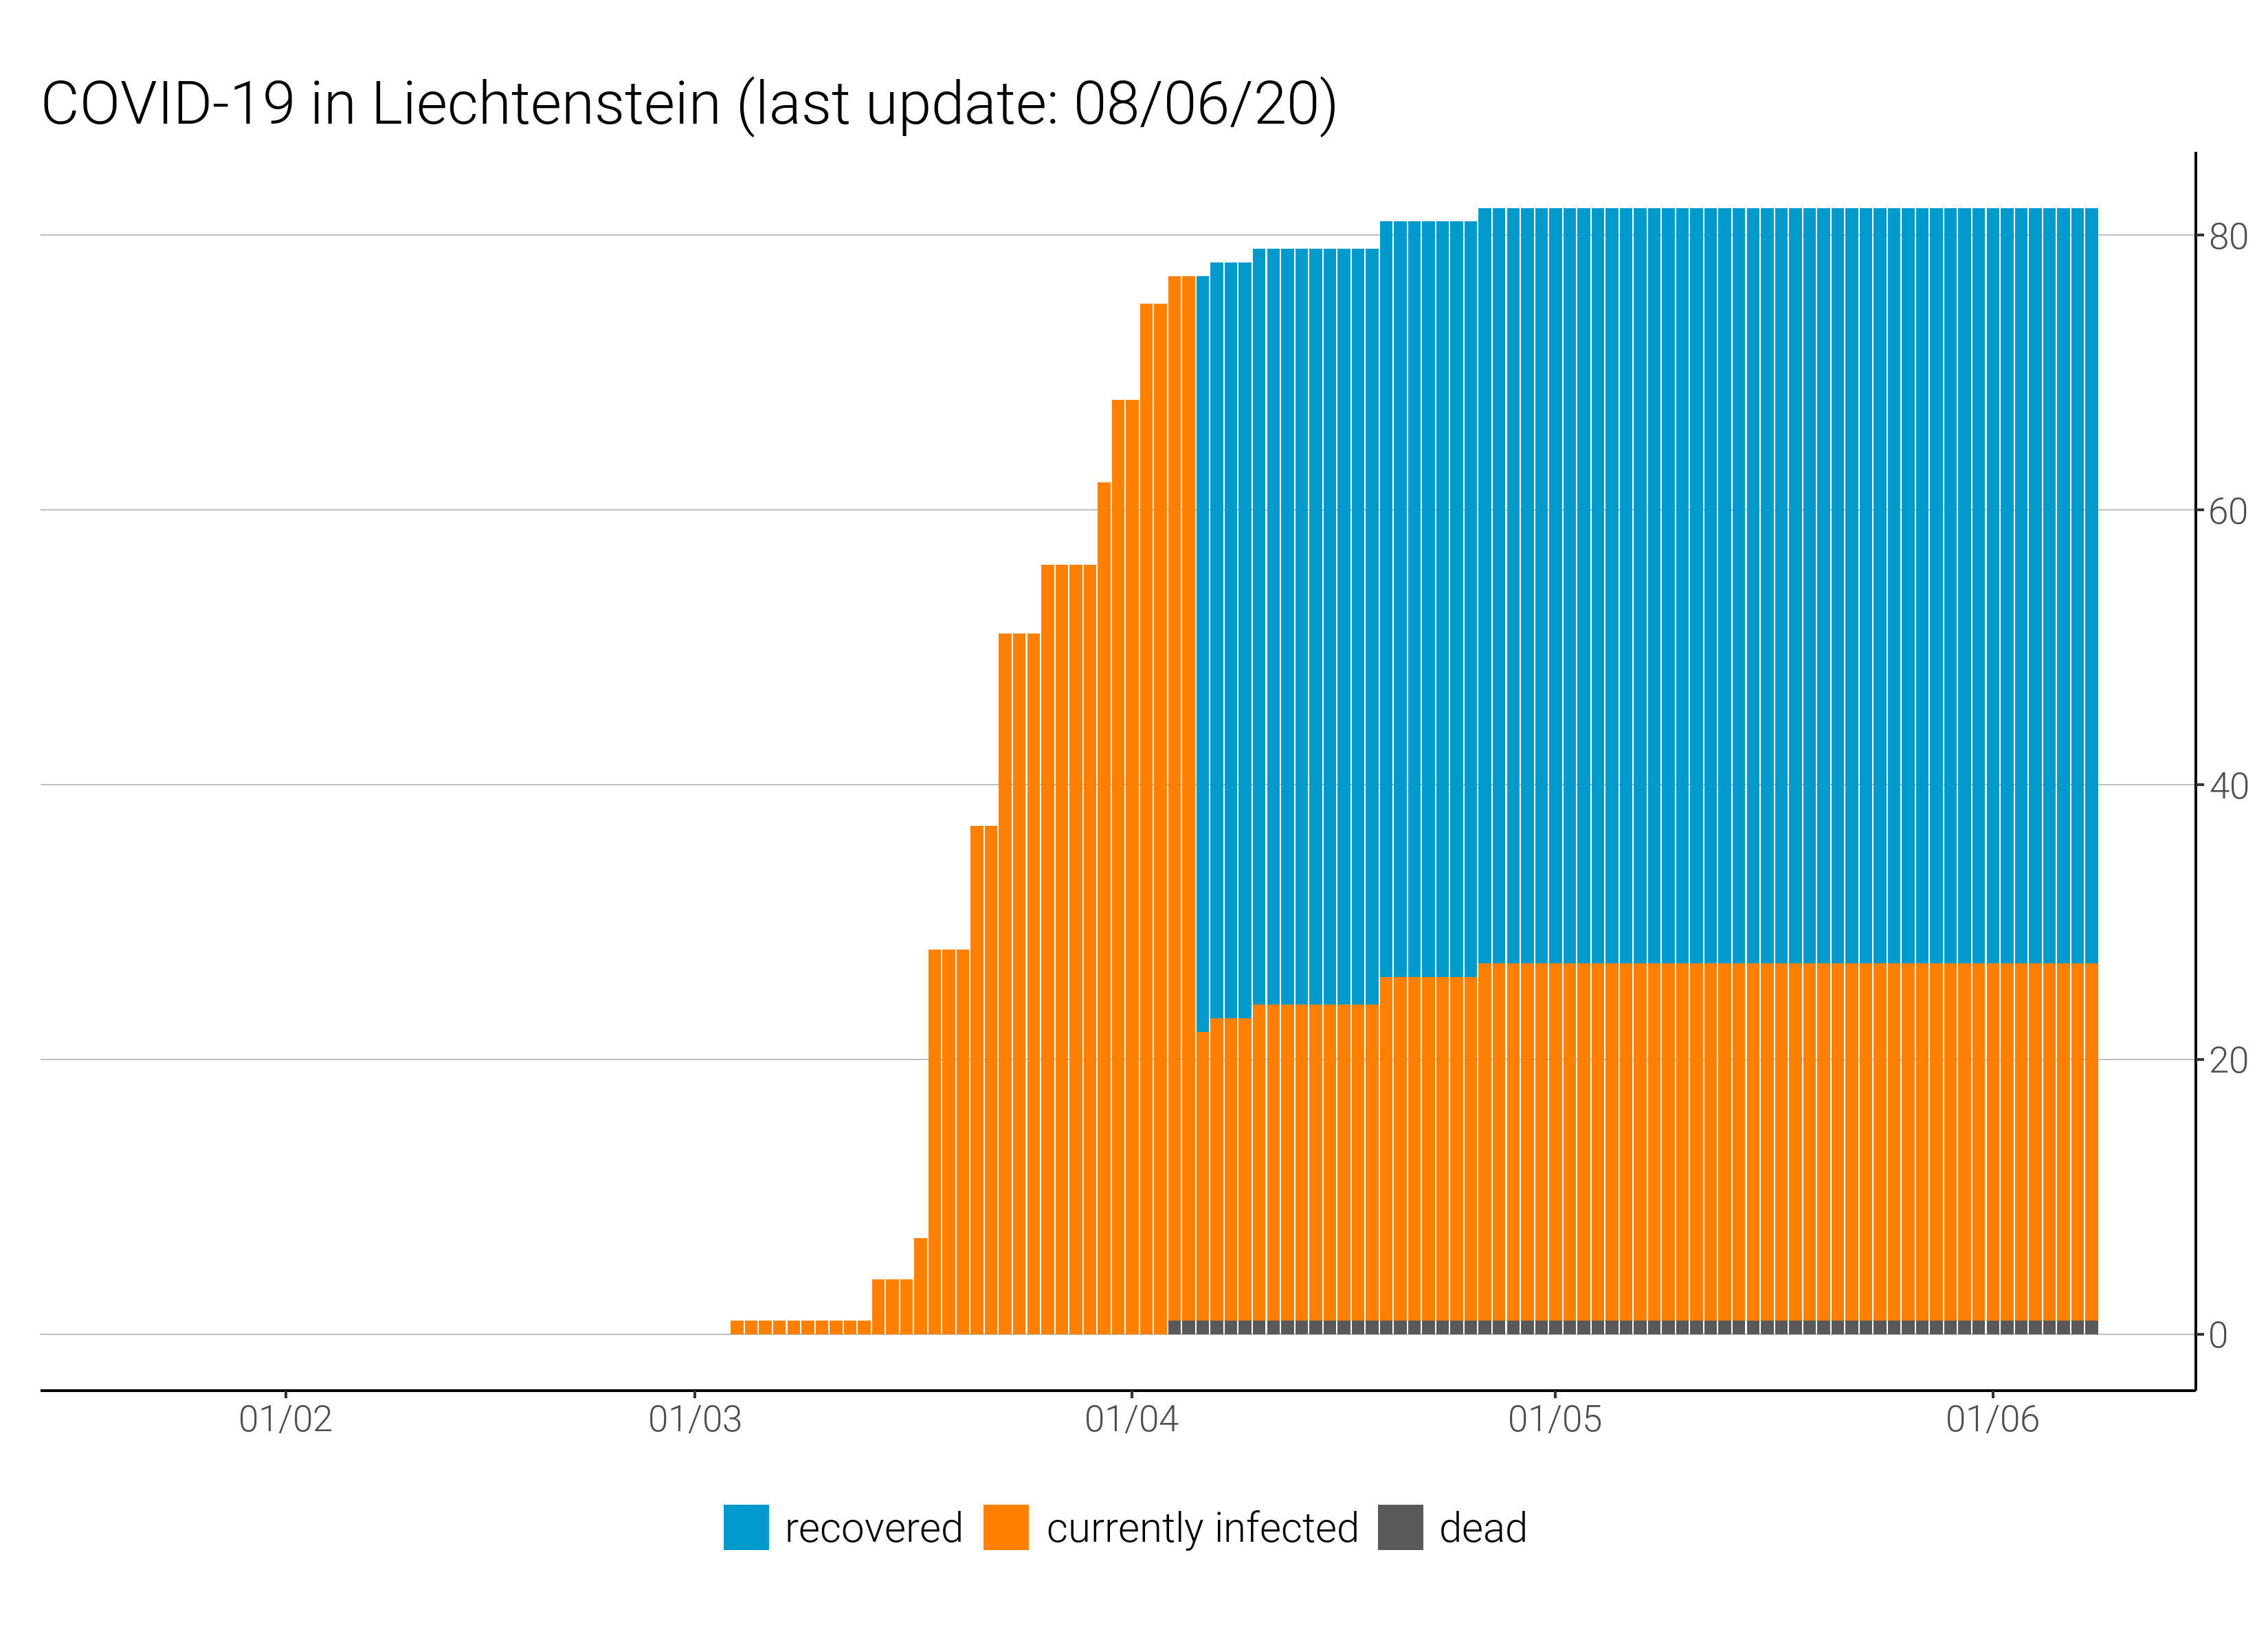 COVID-19 in Liechtenstein (last update: 08/06/20)
80
60
40
20
0
01/02 01/03 01/04 01/05 01/06
recovered currently infected dead